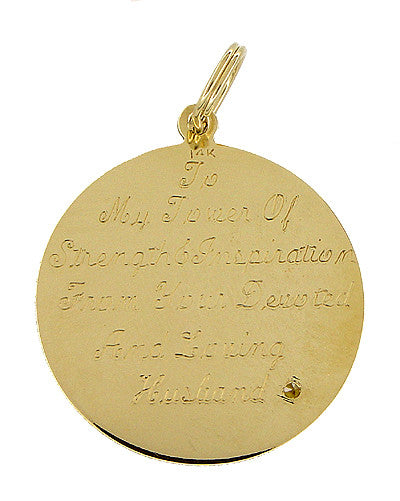 14K
To
My Tower Of
Strength & Inspiration
From Your Devoted
And Loving
Husband